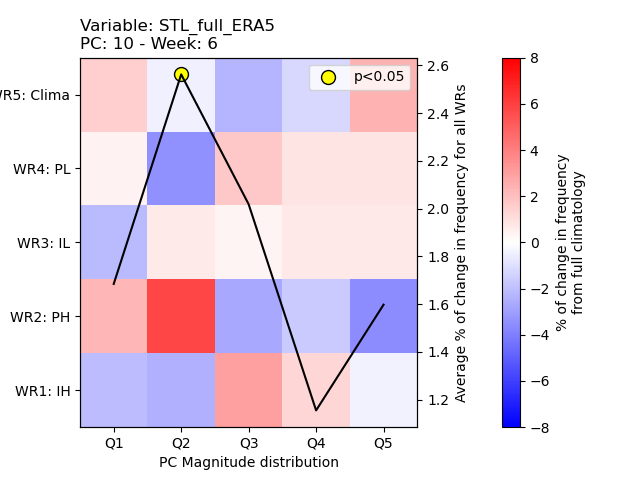 Variable: STL_full_ERA5
PC: 10 - Week: 6
p<0.05
WR5: Clima
WR4: PL
WR3: IL
WR2: PH
WR1: IH
Q1 Q2 Q3 Q4 Q5
PC Magnitude distribution
2.6
2.4
2.2
2.0
1.8
1.6
1.4
1.2
Average % of change in frequency for all WRs
8
6
4
2
0
−2
−4
−6
−8
% of change in frequency
from full climatology